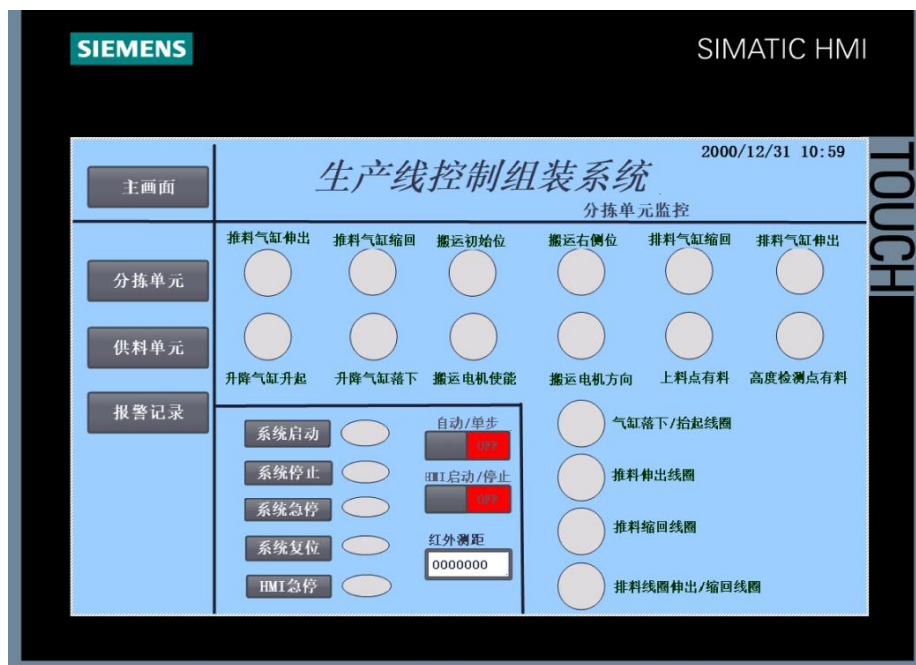 SIEMENS
SIMATIC HMI
TOUCH
2000/12/31 10:59
生产线控制组装系统
分拣单元监控
主画面
分拣单元
供料单元
报警记录
推料气缸伸出
推料气缸缩回
搬运初始位
搬运右侧位
排料气缸缩回
排料气缸伸出
升降气缸升起
升降气缸落下
搬运电机使能
搬运电机方向
上料点有料
高度检测点有料
系统启动
系统停止
系统急停
系统复位
HMI急停
自动/单步
OFF
HMI启动/停止
OFF
红外测距
0000000
气缸落下/抬起线圈
推料伸出线圈
推料缩回线圈
排料线圈伸出/缩回线圈